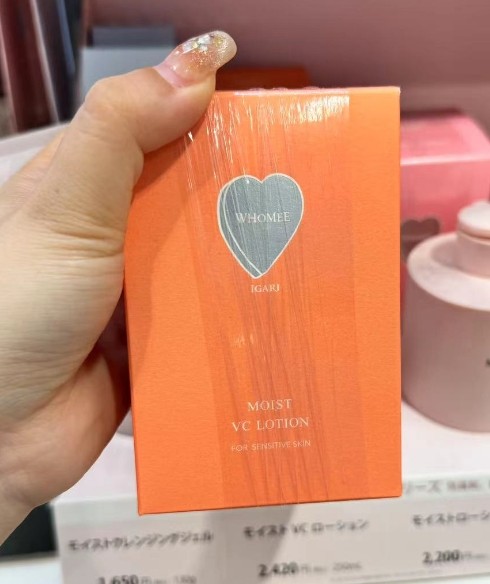 WHOMEE
IGARI
MOIST
VC LOTION
FOR SENSITIVE SKIN
モイストクレンジングジェル
モイスト VC ローション
モイストロー
1,650
2,420
2,200